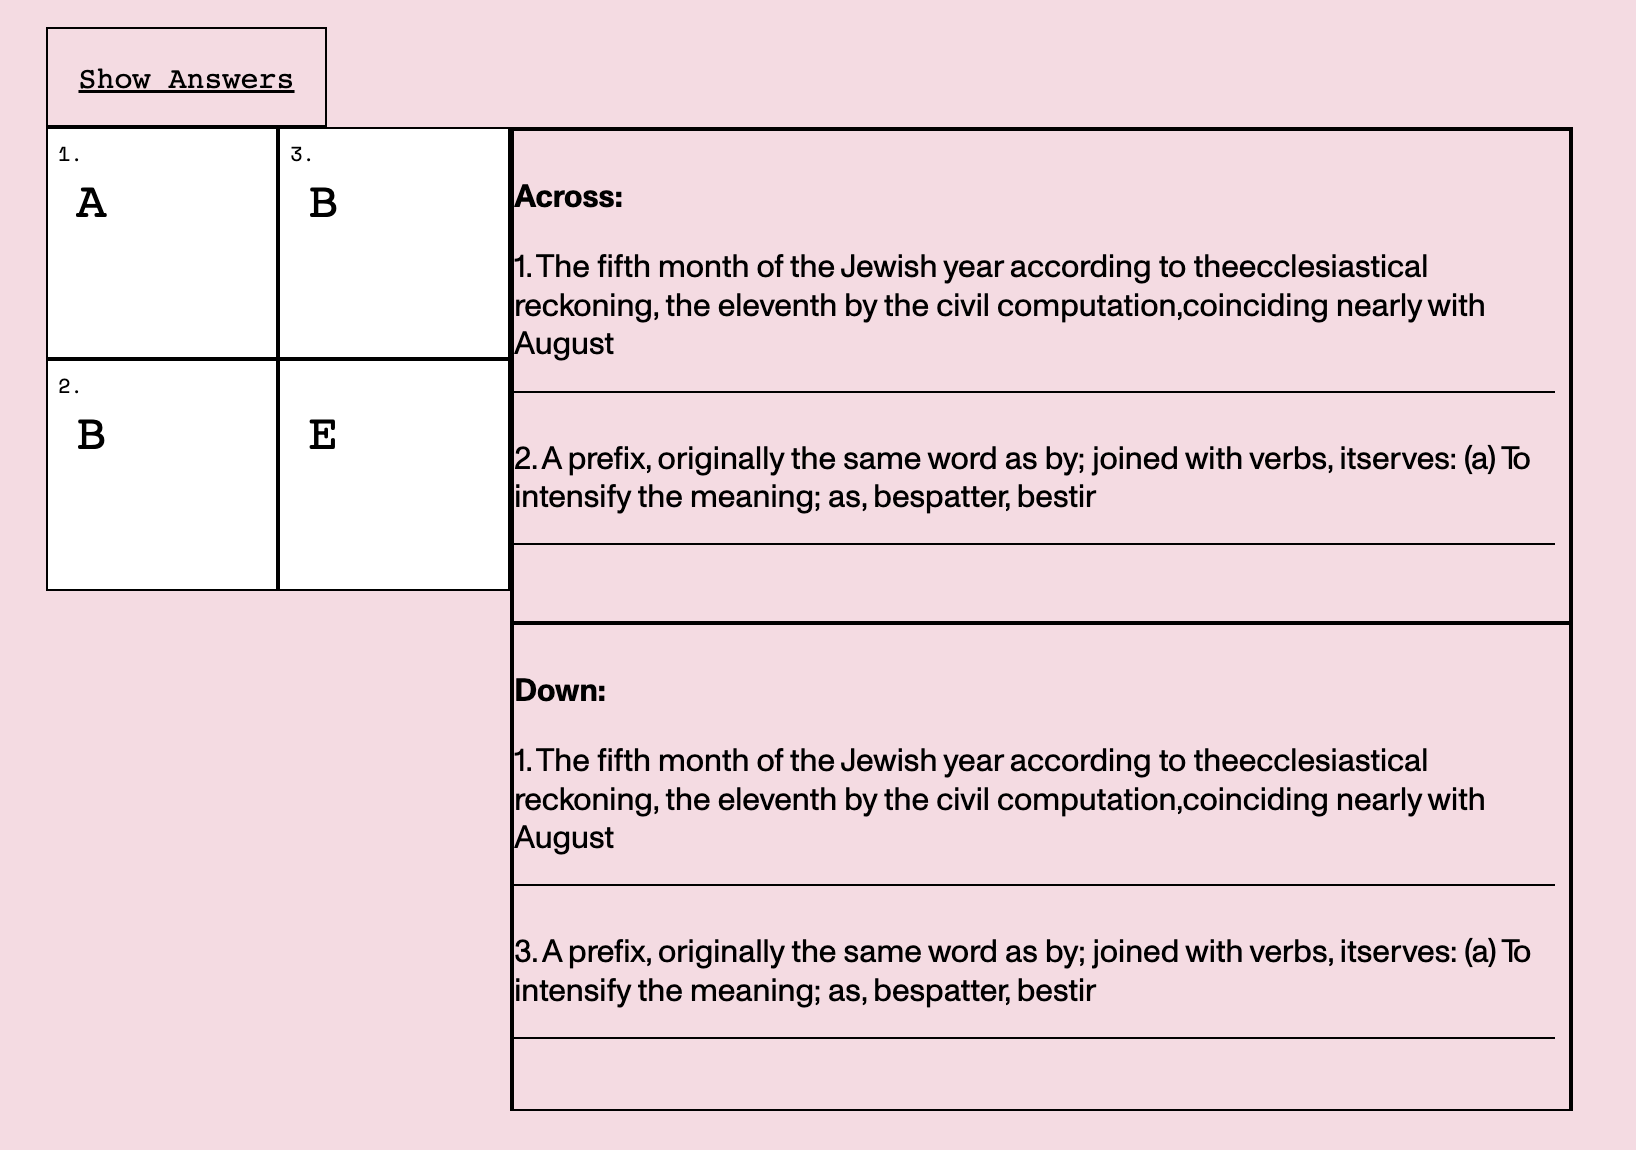 Show Answers
1.
3.
A
B
2.
B
E
Across:
1. The fifth month of the Jewish year according to theecclesiastical
reckoning, the eleventh by the civil computation,coinciding nearly with
August
2. A prefix, originally the same word as by; joined with verbs, itserves: (a) To
intensify the meaning; as, bespatter, bestir
Down:
1. The fifth month of the Jewish year according to theecclesiastical
reckoning, the eleventh by the civil computation,coinciding nearly with
August
3. A prefix, originally the same word as by; joined with verbs, itserves: (a) To
intensify the meaning; as, bespatter, bestir